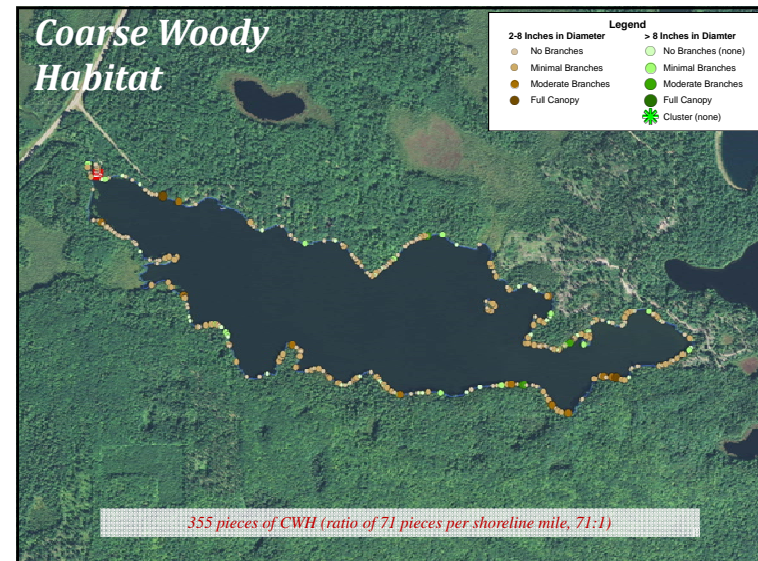 Coarse Woody
Habitat
Legend
2-8 Inches in Diameter
No Branches
Minimal Branches
Moderate Branches
Full Canopy
> 8 Inches in Diamter
No Branches (none)
Minimal Branches
Moderate Branches
Full Canopy
Cluster (none)
355 pieces of CWH (ratio of 71 pieces per shoreline mile, 71:1)